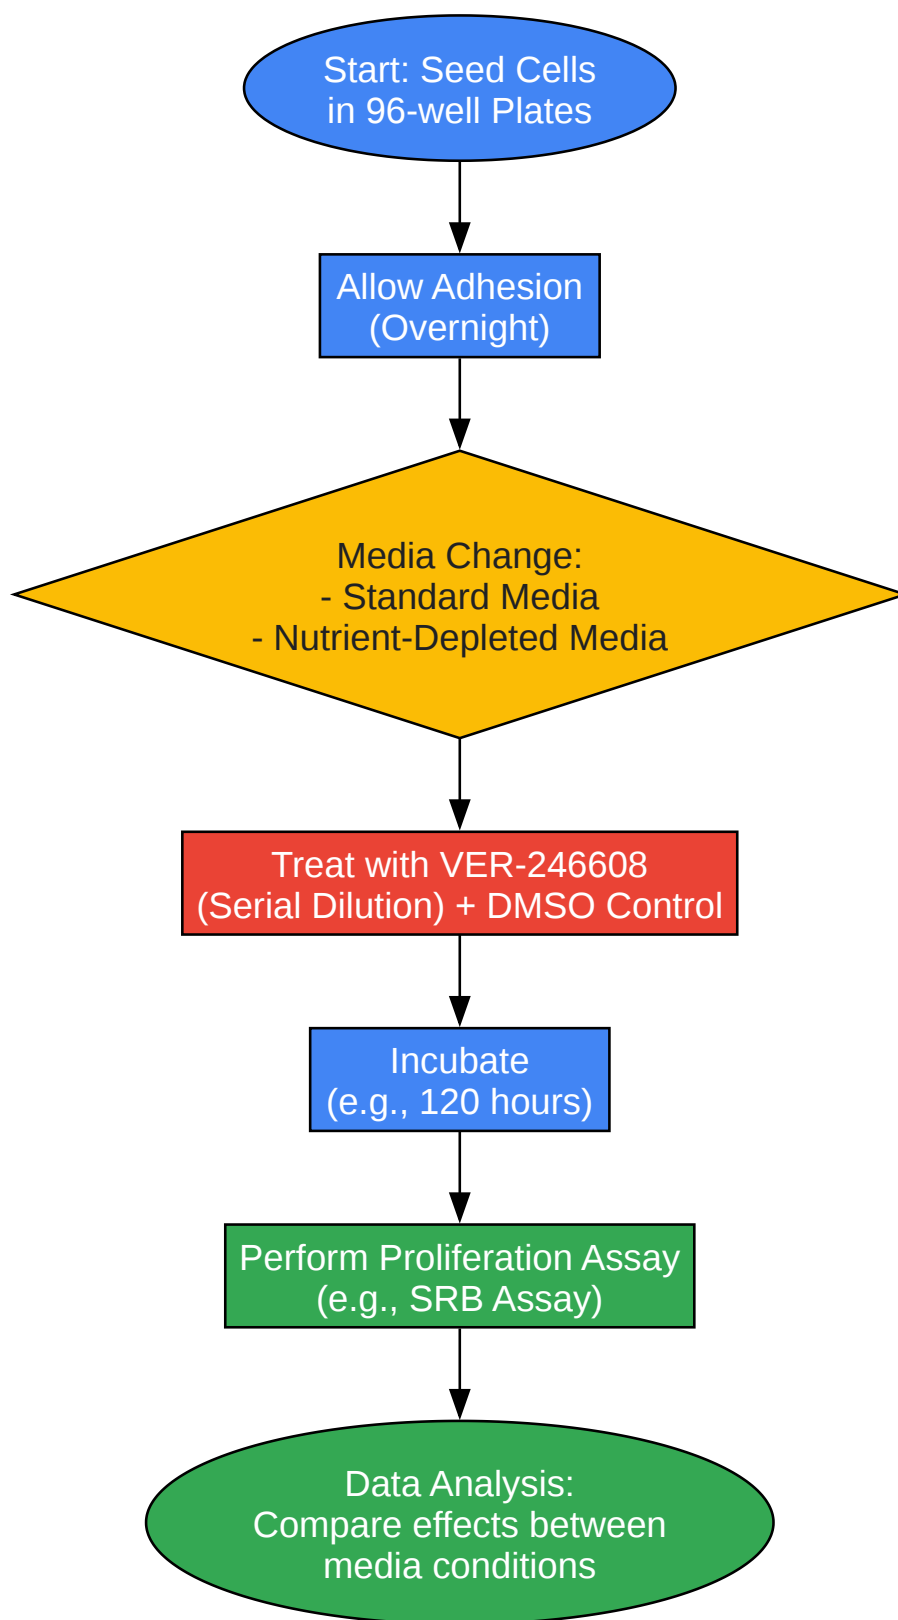 Start: Seed Cells
in 96-well Plates
Allow Adhesion
(Overnight)
Media Change:
- Standard Media
- Nutrient-Depleted Media
Treat with VER-246608
(Serial Dilution) + DMSO Control
Incubate
(e.g., 120 hours)
Perform Proliferation Assay
(e.g., SRB Assay)
Data Analysis:
Compare effects between
media conditions